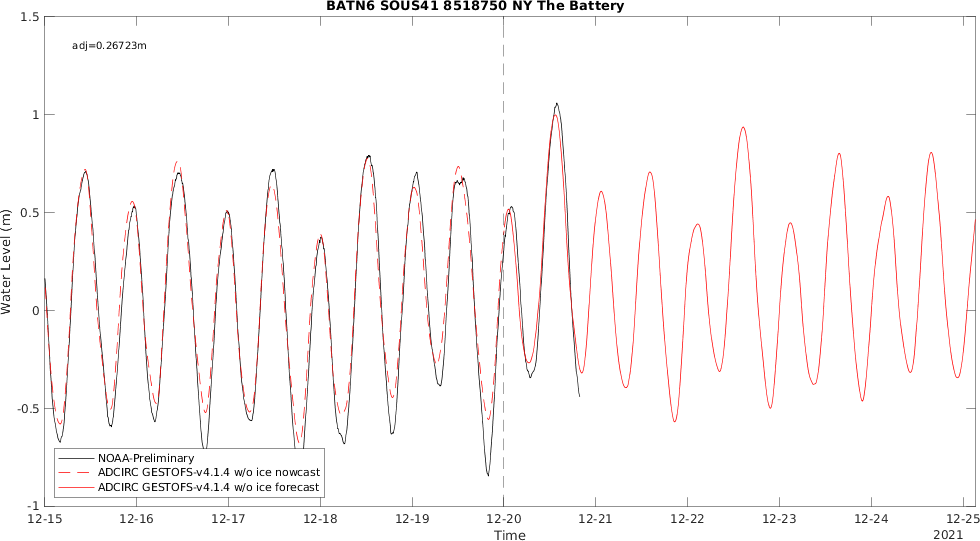 BATN6 SOUS41 8518750 NY The Battery
1.5
adj=0.26723m
1
0.5
Water Level (m)
0
-0.5
NOAA-Preliminary
ADCIRC GESTOFS-v4.1.4 w/o ice nowcast
ADCIRC GESTOFS-v4.1.4 w/o ice forecast
-1
12-15 12-16 12-17 12-18 12-19 12-20 12-21 12-22 12-23 12-24 12-25
Time 2021